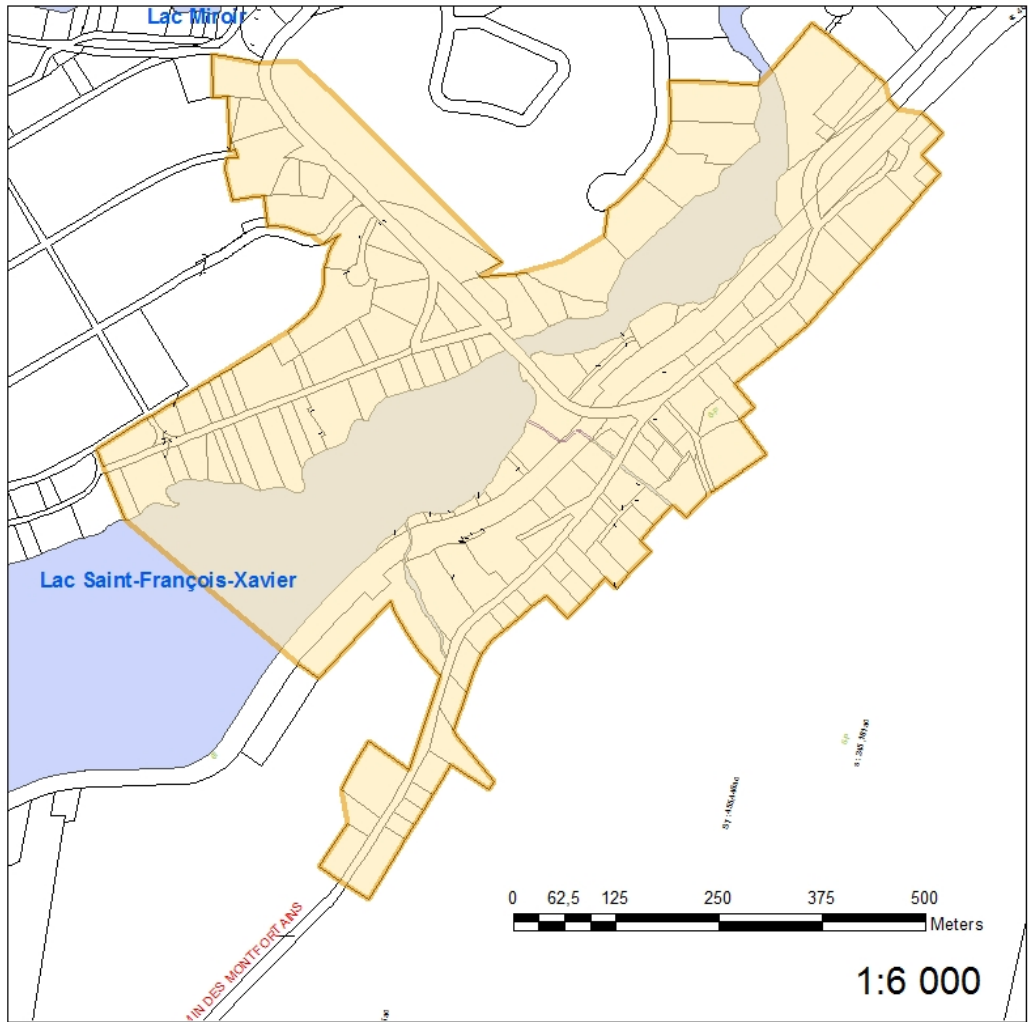 Lac Miroir
Lac Saint-François-Xavier
0 62,5 125 250 375 500
Meters
1:6 000
IN DES MONTFORTAINS